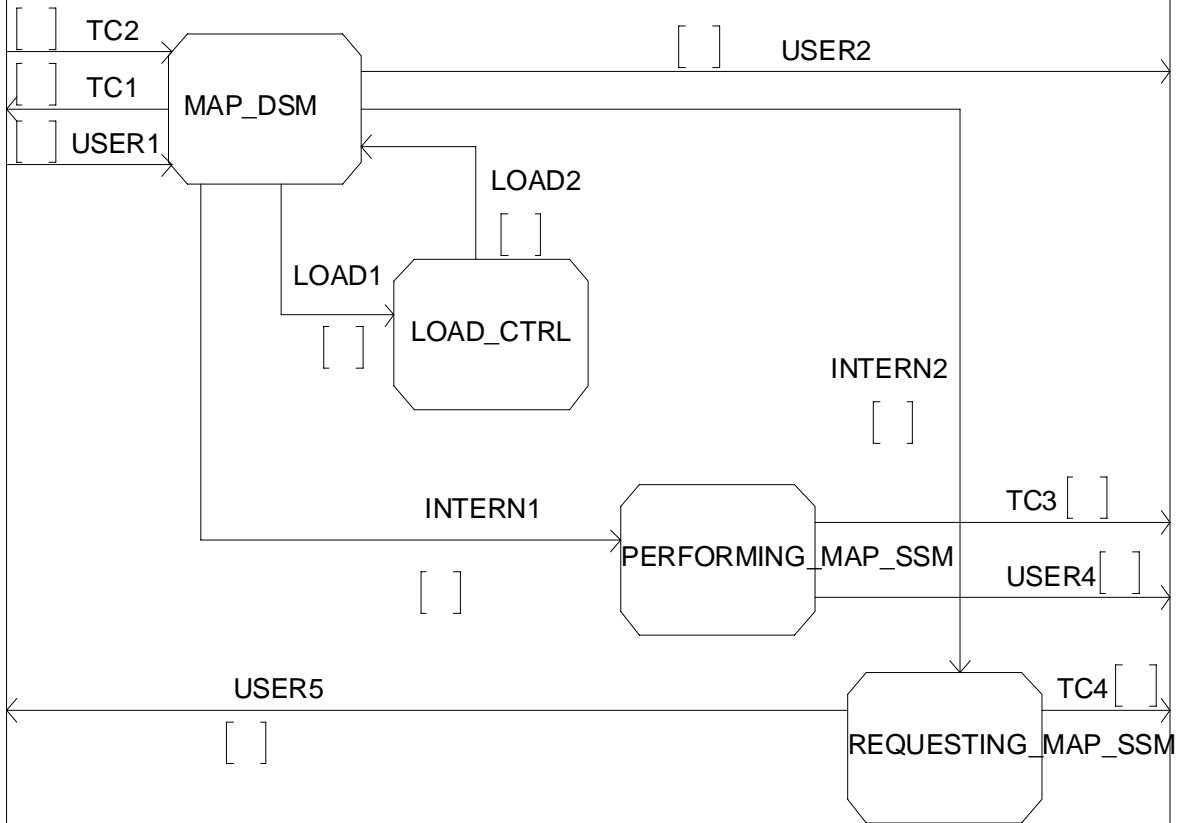 [ ] TC2
[ ] USER2
[ ] TC1
MAP_DSM
[ ] USER1
LOAD2
[ ]
LOAD1
[ ]
LOAD_CTRL
INTERN2
[ ]
INTERN1
[ ]
TC3 [ ]
PERFORMING_MAP_SSM
USER4 [ ]
USER5
[ ]
TC4 [ ]
REQUESTING_MAP_SSM